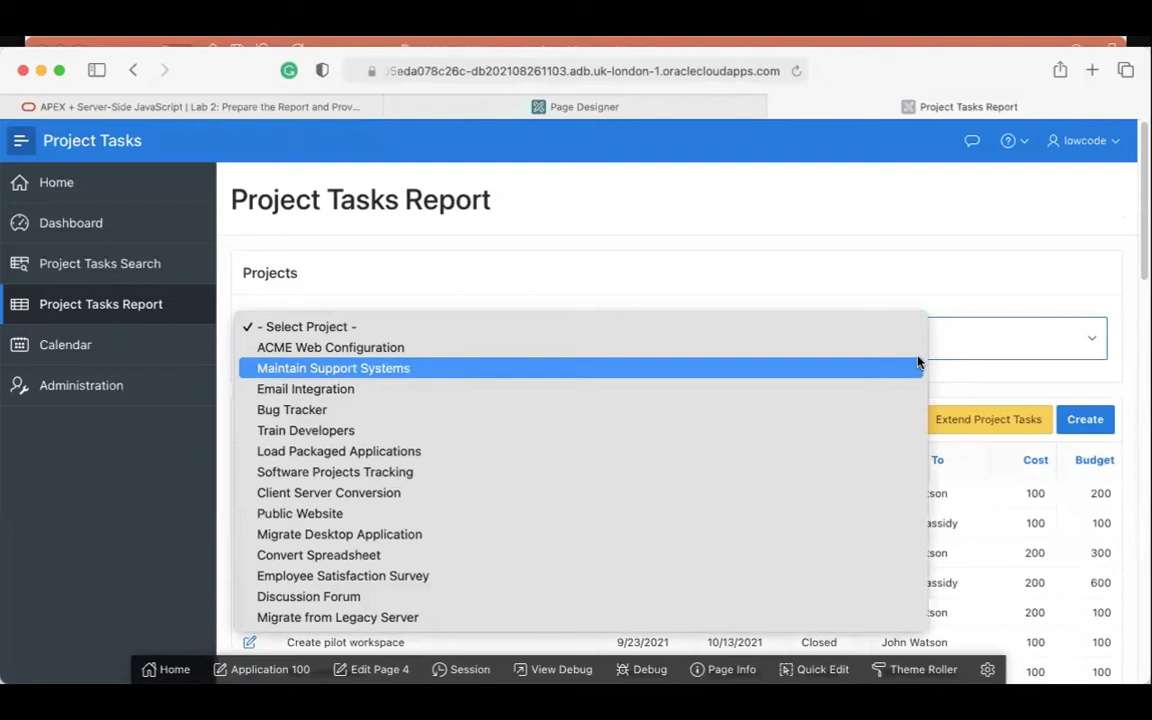 5eda078c26c-db202108261103.adb.uk-london-1.oraclecloudapps.com
APEX + Server-Side JavaScript | Lab 2: Prepare the Report and Prov...
Page Designer
Project Tasks Report
Project Tasks
lowcode
Home
Dashboard
Project Tasks Search
Project Tasks Report
Calendar
Administration
Project Tasks Report
Projects
- Select Project -
ACME Web Configuration
Maintain Support Systems
Email Integration
Bug Tracker
Train Developers
Load Packaged Applications
Software Projects Tracking
Client Server Conversion
Public Website
Migrate Desktop Application
Convert Spreadsheet
Employee Satisfaction Survey
Discussion Forum
Migrate from Legacy Server
Extend Project Tasks
Create
To Cost Budget
son 100 200
assidy 100 100
son 200 300
assidy 200 600
son 200 100
Create pilot workspace 9/23/2021 10/13/2021 Closed John Watson 100 100
100 100
Home
Application 100
Edit Page 4
Session
View Debug
Debug
Page Info
Quick Edit
Theme Roller